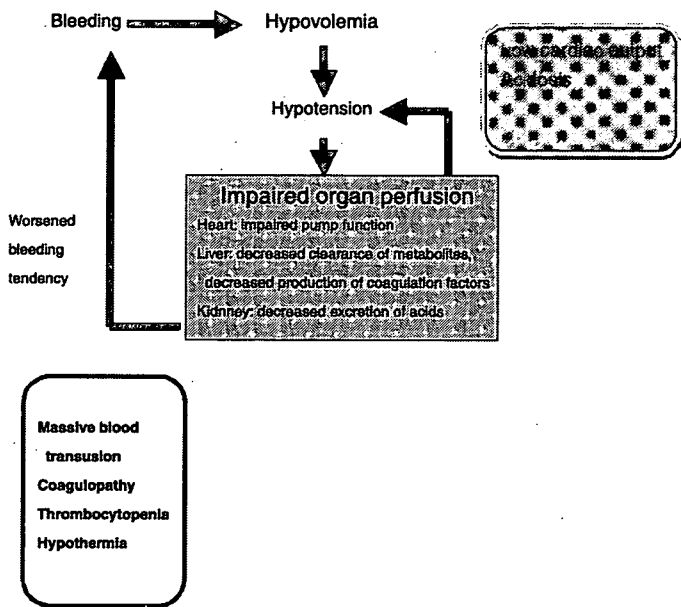 Bleeding
Hypovolemia
Low cardiac output
Acidosis
Hypotension
Impaired organ perfusion
Heart: impaired pump function
Liver: decreased clearance of metabolites,
decreased production of coagulation factors
Kidnney: decreased excretion of acids
Worsened
bleeding
tendency
Massive blood
transusion
Coagulopathy
Thrombocytopenia
Hypothermia